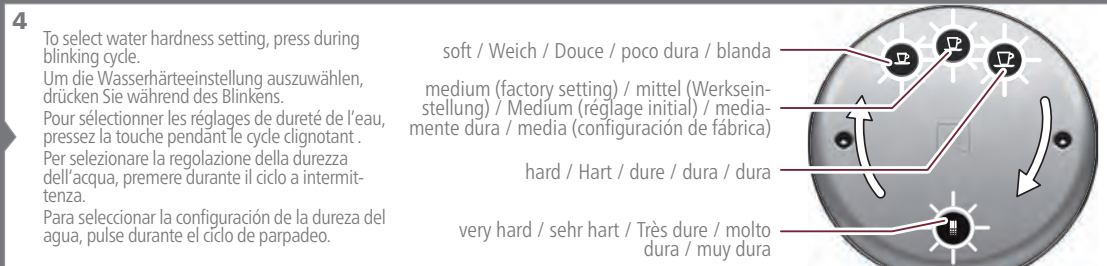 4
To select water hardness setting, press during
blinking cycle.
Um die Wasserhärteeinstellung auszuwählen,
drücken Sie während des Blinkens.
Pour sélectionner les réglages de dureté de l’eau,
pressez la touche pendant le cycle clignotant .
Per selezionare la regolazione della durezza
dell’acqua, premere durante il ciclo a intermit-
tenza.
Para seleccionar la configuración de la dureza del
agua, pulse durante el ciclo de parpadeo.
soft / Weich / Douce / poco dura / blanda
medium (factory setting) / mittel (Werksein-
stellung) / Medium (réglage initial) / media-
mente dura / media (configuración de fábrica)
hard / Hart / dure / dura / dura
very hard / sehr hart / Très dure / molto
dura / muy dura